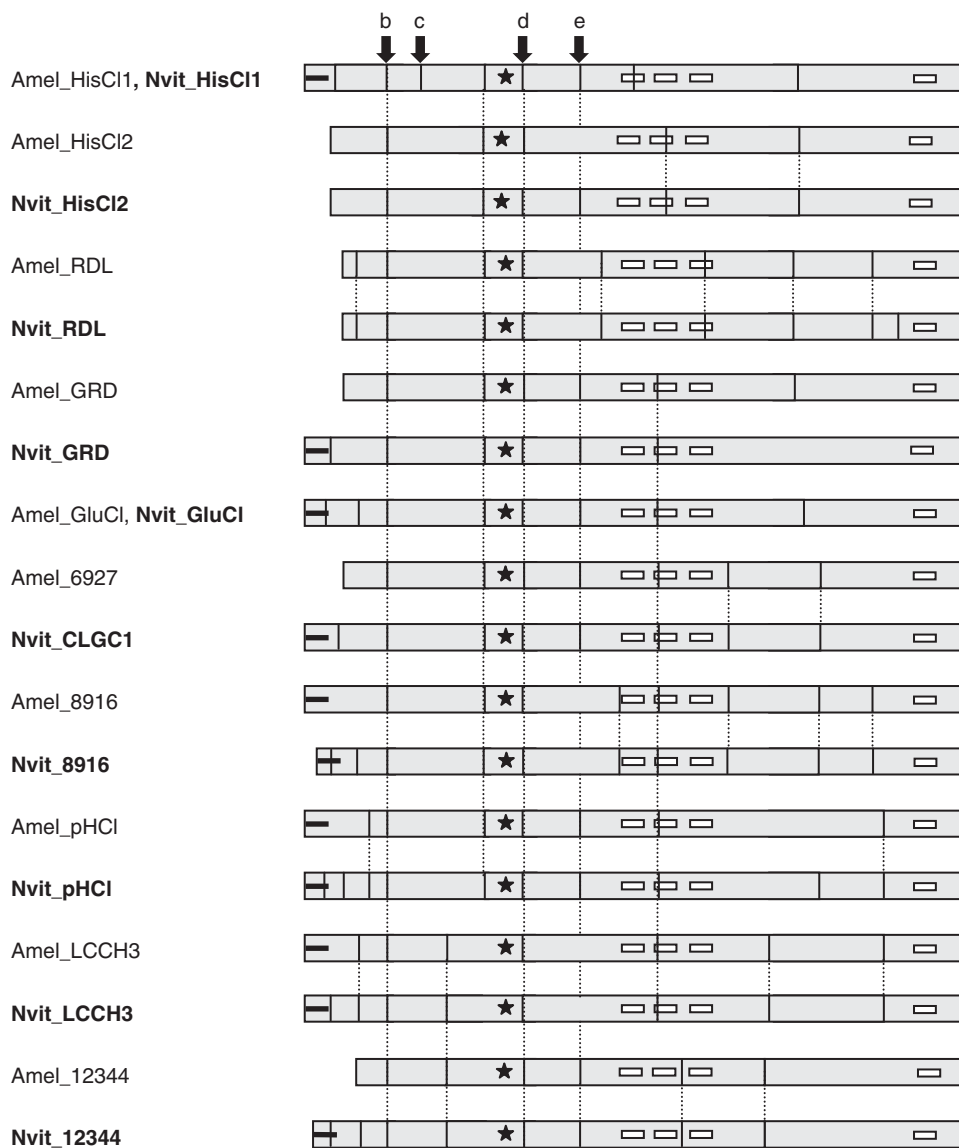 b c d e
Amel_HisCl1, Nvit_HisCl1
Amel_HisCl2
Nvit_HisCl2
Amel_RDL
Nvit_RDL
Amel_GRD
Nvit_GRD
Amel_GluCl, Nvit_GluCl
Amel_6927
Nvit_CLGC1
Amel_8916
Nvit_8916
Amel_pHCl
Nvit_pHCl
Amel_LCCH3
Nvit_LCCH3
Amel_12344
Nvit_12344